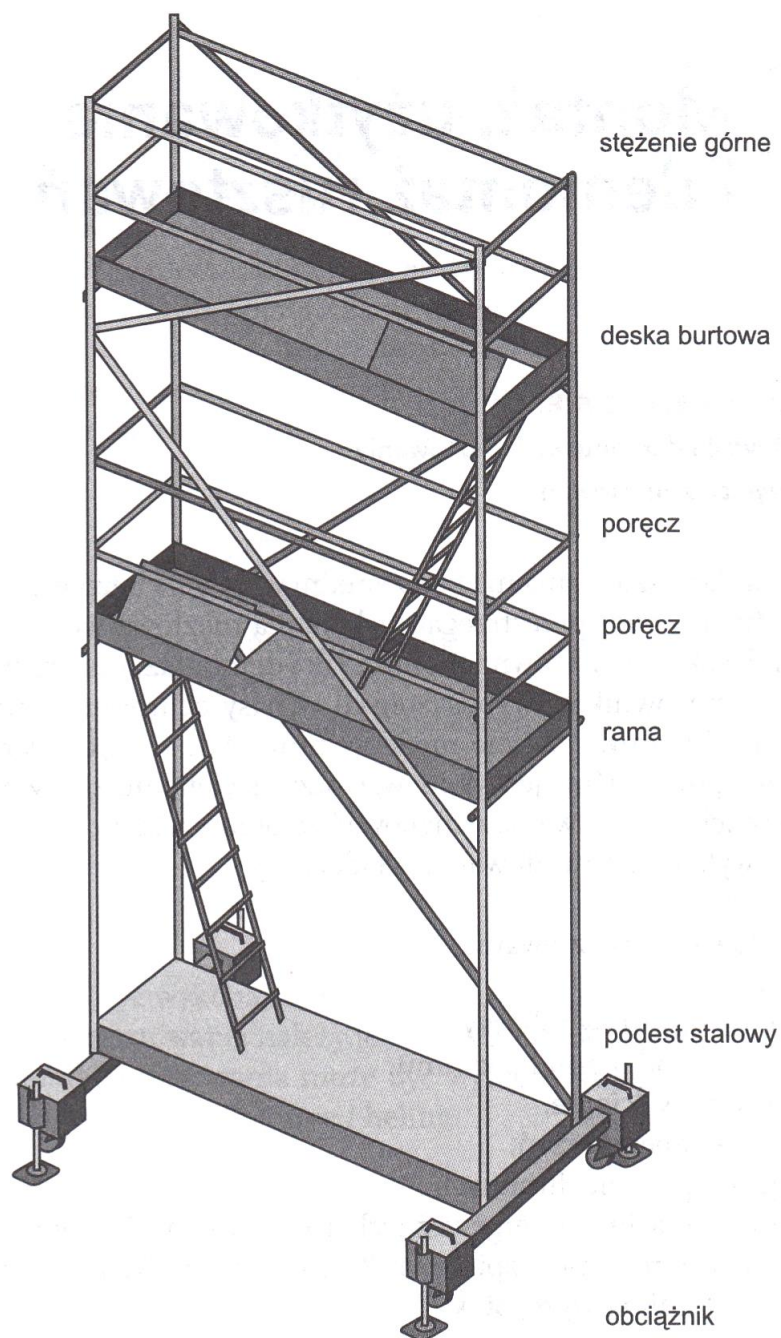 stężenie górne
deska burtowa
poręcz
poręcz
rama
podest stalowy
obciążnik